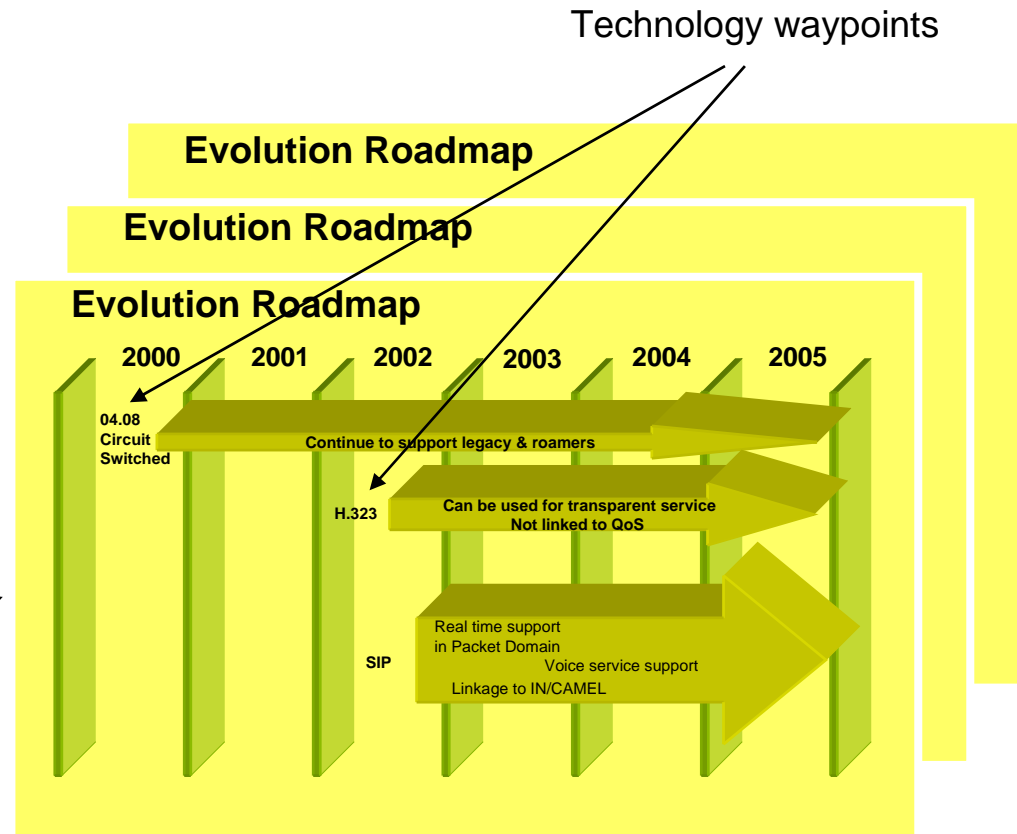 Technology waypoints
Evolution Roadmap
Evolution Roadmap
Evolution Roadmap
2000 2001 2002 2003 2004 2005
04.08
Circuit
Switched
Continue to support legacy & roamers
H.323
Can be used for transparent service
Not linked to QoS
SIP
Real time support
in Packet Domain
Voice service support
Linkage to IN/CAMEL